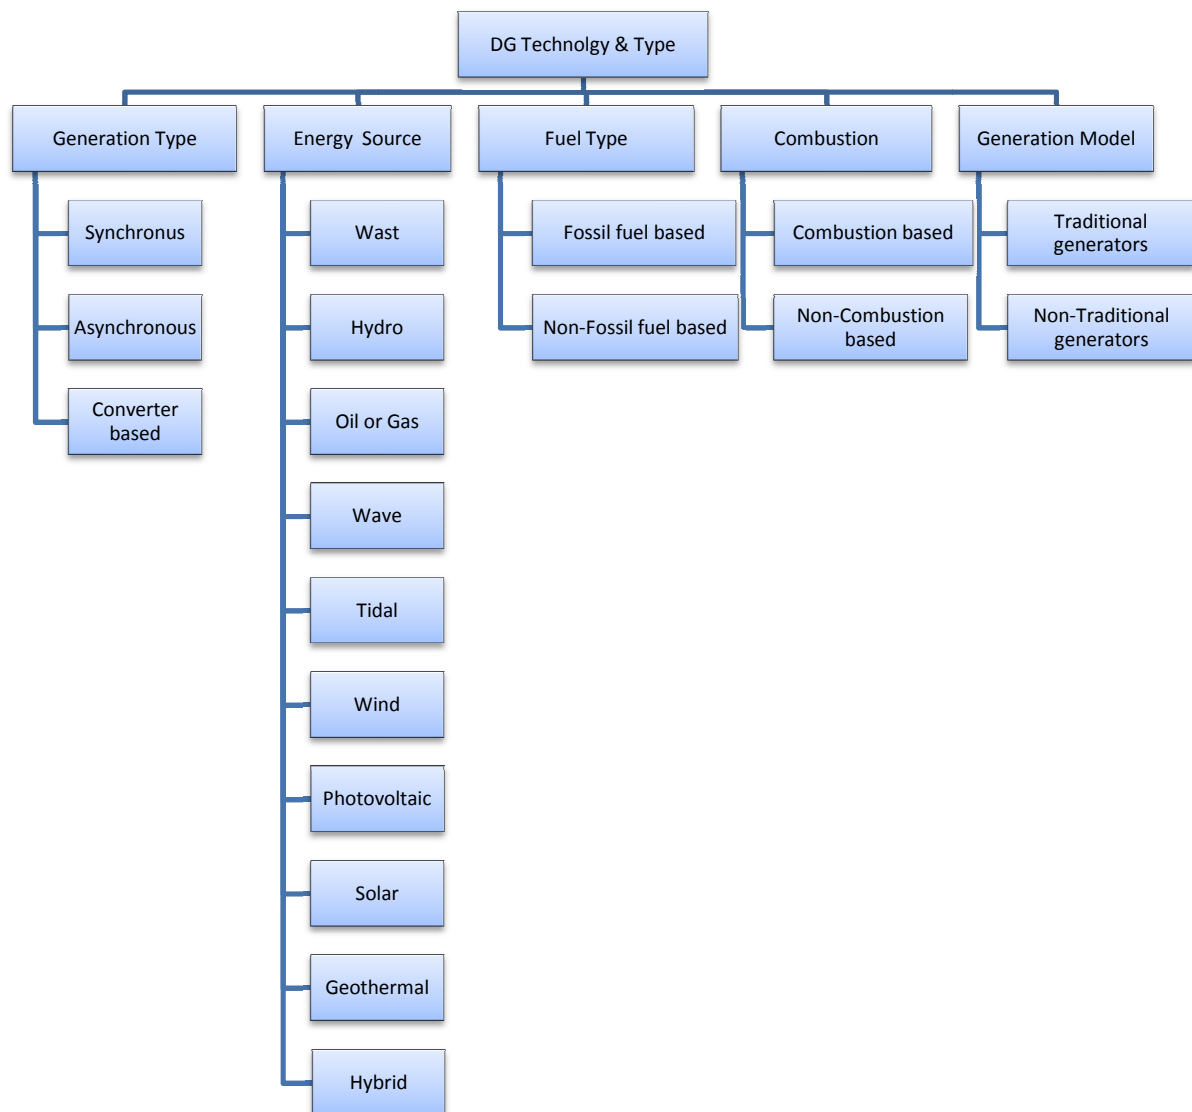 DG Technolgy & Type
Generation Type
Energy Source
Fuel Type
Combustion
Generation Model
Synchronus
Asynchronous
Converter
based
Wast
Hydro
Oil or Gas
Wave
Tidal
Wind
Photovoltaic
Solar
Geothermal
Hybrid
Fossil fuel based
Non-Fossil fuel based
Combustion based
Non-Combustion
based
Traditional
generators
Non-Traditional
generators